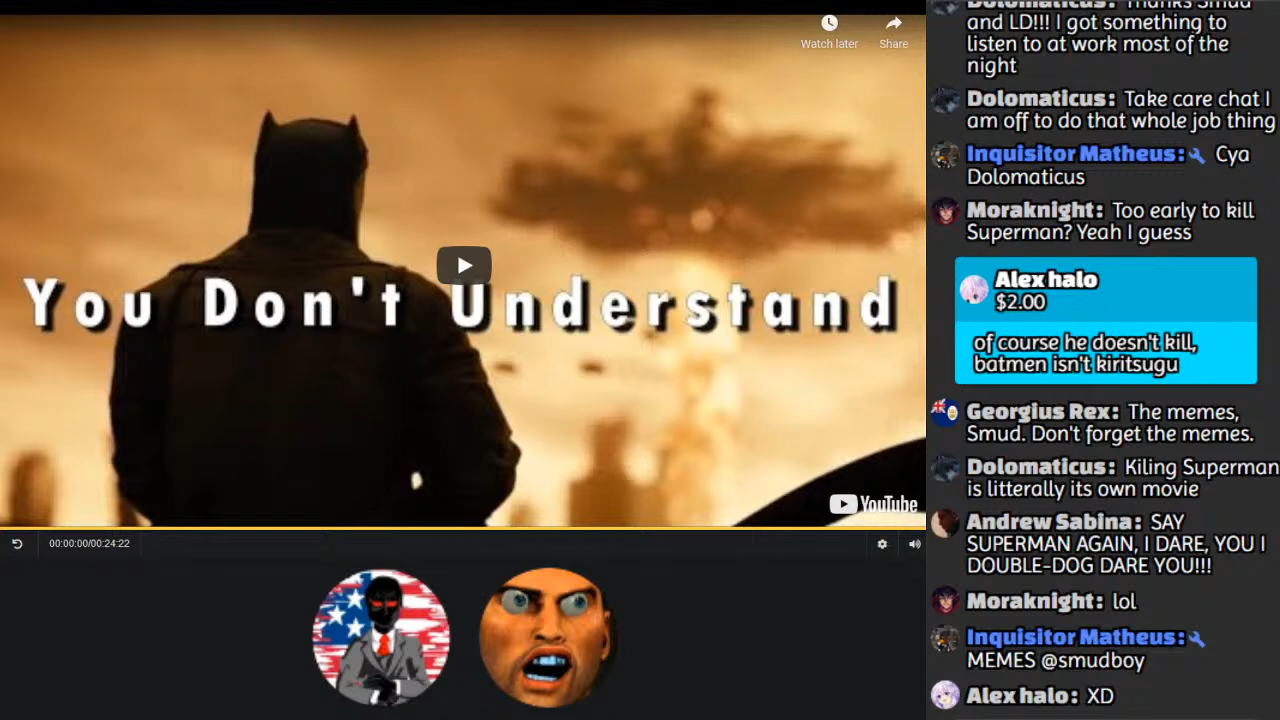 Watch later
Share
You Don't Understand
YouTube
00:00:00/00:24:22
Dolomaticus: Thanks Smud
and LD!!! I got something to
listen to at work most of the
night
Dolomaticus: Take care chat I
am off to do that whole job thing
Inquisitor Matheus: Cya
Dolomaticus
Moraknight: Too early to kill
Superman? Yeah I guess
Alex halo
$2.00
of course he doesn't kill,
batmen isn't kiritsugu
Georgius Rex: The memes,
Smud. Don't forget the memes.
Dolomaticus: Kiling Superman
is litterally its own movie
Andrew Sabina: SAY
SUPERMAN AGAIN, I DARE, YOU I
DOUBLE-DOG DARE YOU!!!
Moraknight: lol
Inquisitor Matheus:
MEMES @smudboy
Alex halo: XD